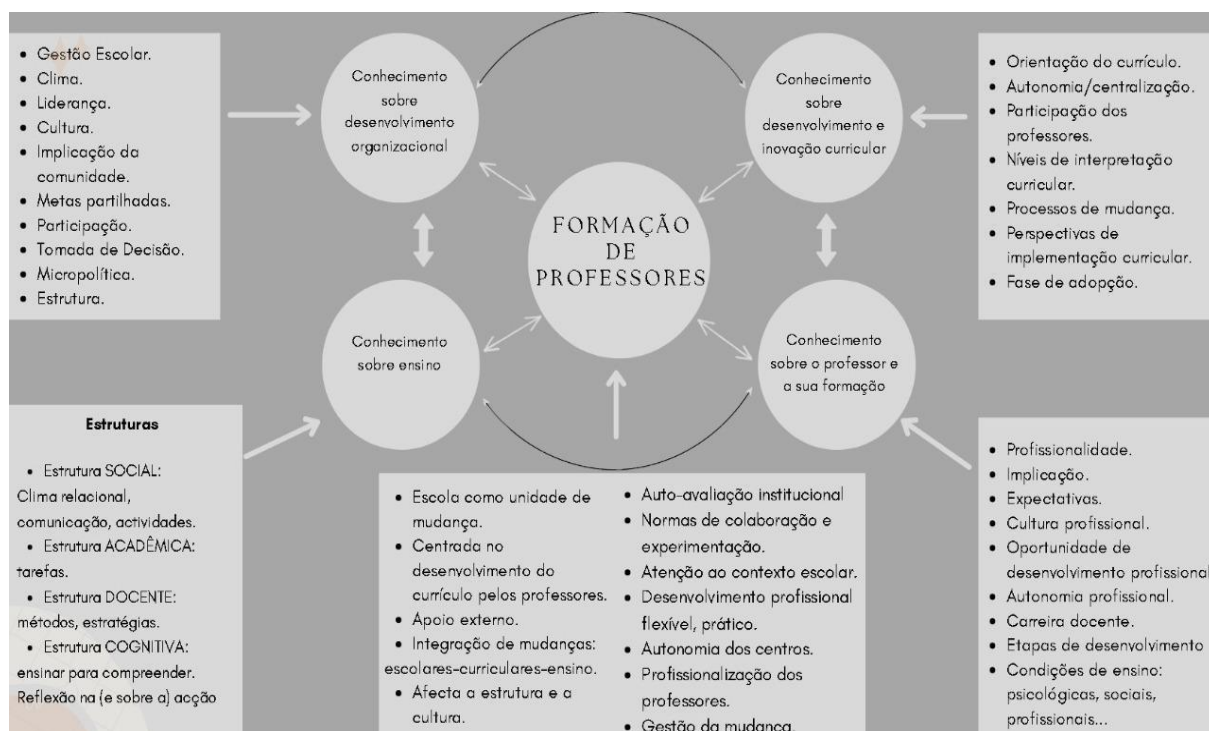 • Gestão Escolar.
• Clima.
• Liderança.
• Cultura.
• Implicação da
comunidade.
• Metas partilhadas.
• Participação.
• Tomada de Decisão.
• Micropolítica.
• Estrutura.
Conhecimento
sobre
desenvolvimento
organizacional
Conhecimento
sobre
desenvolvimento e
inovação curricular
• Orientação do currículo.
• Autonomia/centralização.
• Participação dos
professores.
• Níveis de interpretação
curricular.
• Processos de mudança.
• Perspectivas de
implementação curricular.
• Fase de adopção.
FORMAÇÃO
DE
PROFESSORES
Conhecimento
sobre ensino
Conhecimento
sobre o professor e
a sua formação
Estruturas
• Estrutura SOCIAL:
Clima relacional,
comunicação, actividades.
• Estrutura ACADÊMICA:
tarefas.
• Estrutura DOCENTE:
métodos, estratégias.
• Estrutura COGNITIVA:
ensinar para compreender.
Reflexão na (e sobre a) acção
• Escola como unidade de
mudança.
• Centrada no
desenvolvimento do
currículo pelos professores.
• Apoio externo.
• Integração de mudanças:
escolares-curriculares-ensino.
• Afecta a estrutura e a
cultura.
• Auto-avaliação institucional
• Normas de colaboração e
experimentação.
• Atenção ao contexto escolar.
• Desenvolvimento profissional
flexível, prático.
• Autonomia dos centros.
• Profissionalização dos
professores.
• Gestão da mudança.
• Profissionalidade.
• Implicação.
• Expectativas.
• Cultura profissional.
• Oportunidade de
desenvolvimento profissional
• Autonomia profissional.
• Carreira docente.
• Etapas de desenvolvimento
• Condições de ensino:
psicológicas, sociais,
profissionais...